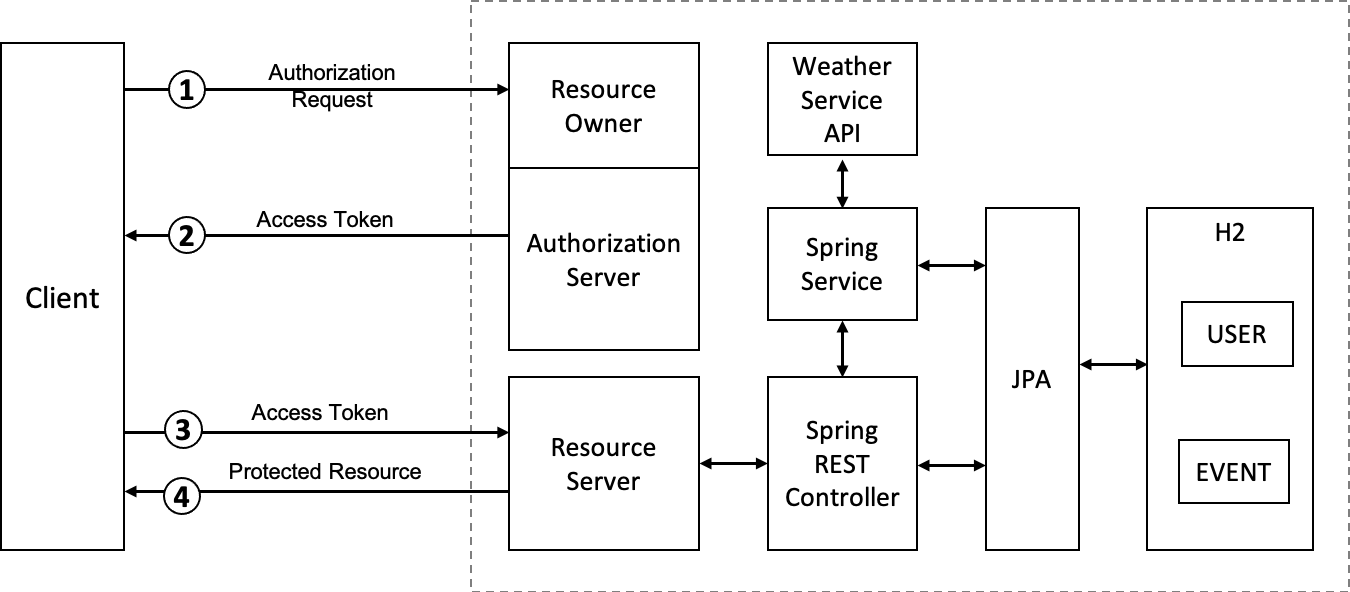 Client
1
Authorization
Request
2
Access Token
3
Access Token
4
Protected Resource
Resource
Owner
Authorization
Server
Resource
Server
Weather
Service
API
Spring
Service
Spring
REST
Controller
JPA
H2
USER
EVENT